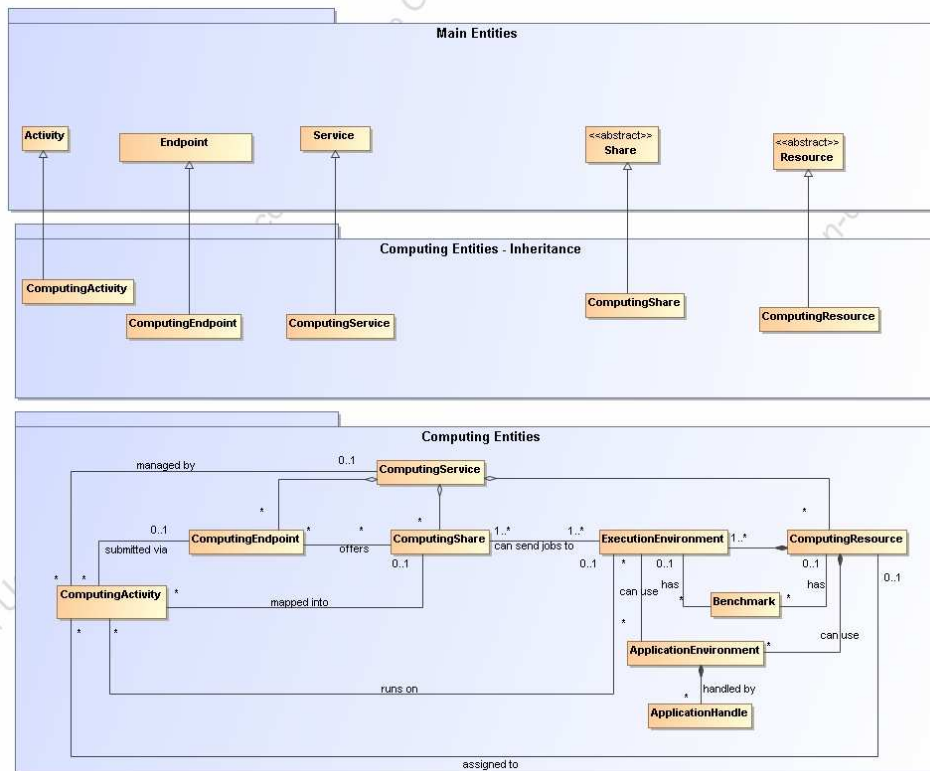 Main Entities
Activity
Endpoint
Service
<<abstract>>
Share
<<abstract>>
Resource
Computing Entities - Inheritance
ComputingActivity
ComputingEndpoint
ComputingService
ComputingShare
ComputingResource
Computing Entities
managed by
0..1
ComputingService
*
*
*
0..1
submitted via
ComputingEndpoint
*
offers
*
ComputingShare
0..1
1..*
can send jobs to
1..*
0..1
ExecutionEnvironment
1..*
ComputingResource
0..1
0..1
0..1
*
*
ComputingActivity
*
mapped into
*
can use
has
*
Benchmark
*
has
*
*
*
ApplicationEnvironment
*
can use
runs on
*
handled by
ApplicationHandle
assigned to